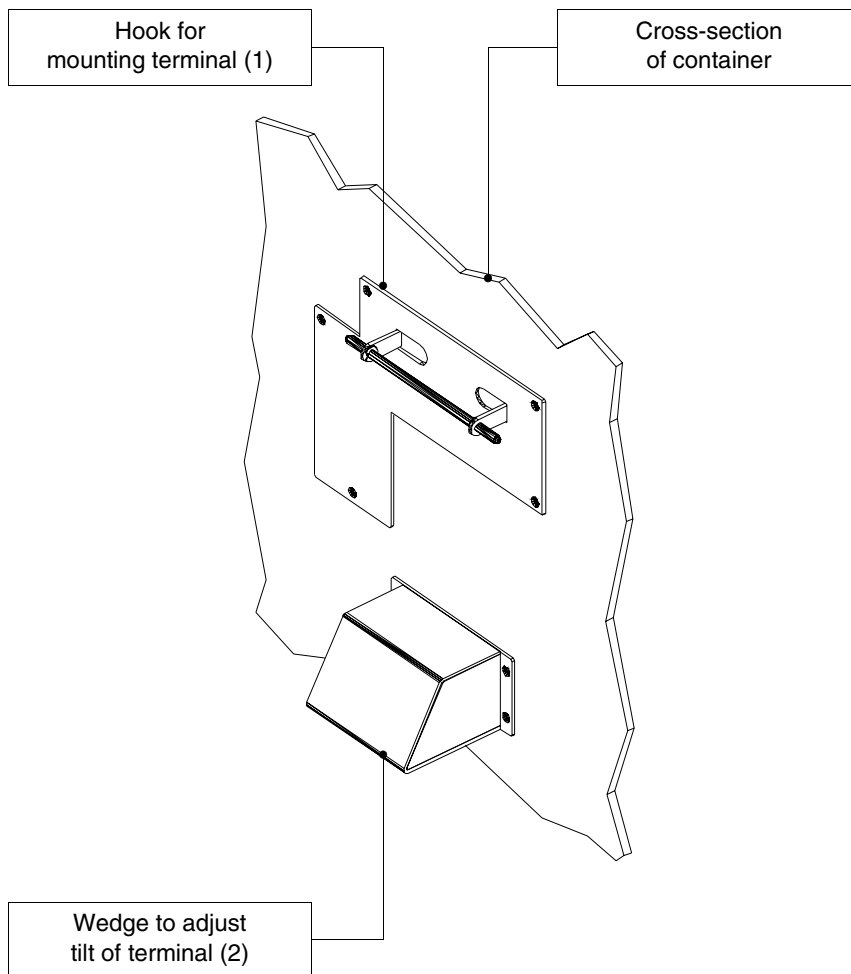 Hook for
mounting terminal (1)
Cross-section
of container
Wedge to adjust
tilt of terminal (2)